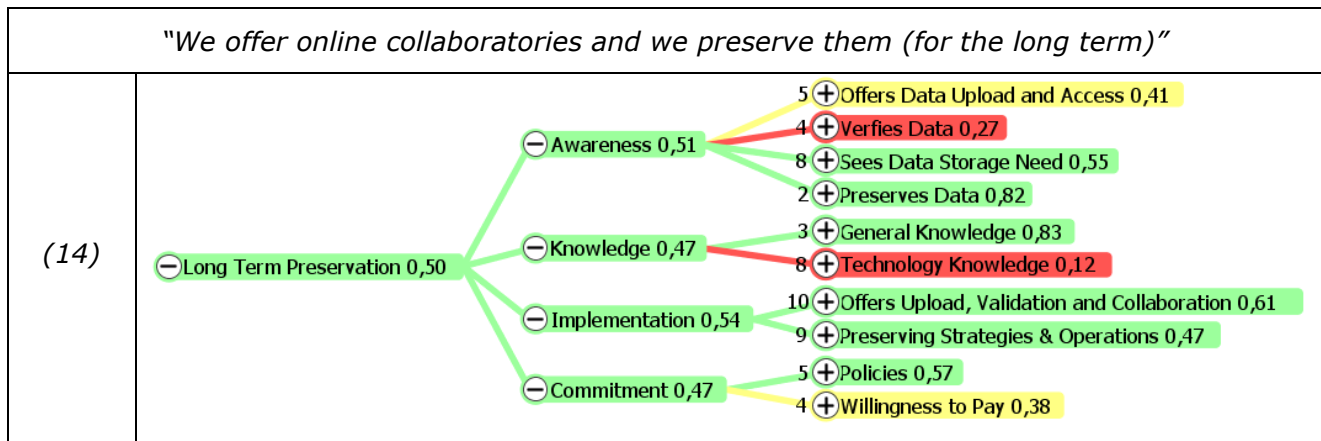 “We offer online collaboratories and we preserve them (for the long term)”
(14)
Long Term Preservation 0,50
Awareness 0,51
5 Offers Data Upload and Access 0,41
4 Verfies Data 0,27
8 Sees Data Storage Need 0,55
2 Preserves Data 0,82
Knowledge 0,47
3 General Knowledge 0,83
8 Technology Knowledge 0,12
Implementation 0,54
10 Offers Upload, Validation and Collaboration 0,61
9 Preserving Strategies & Operations 0,47
Commitment 0,47
5 Policies 0,57
4 Willingness to Pay 0,38